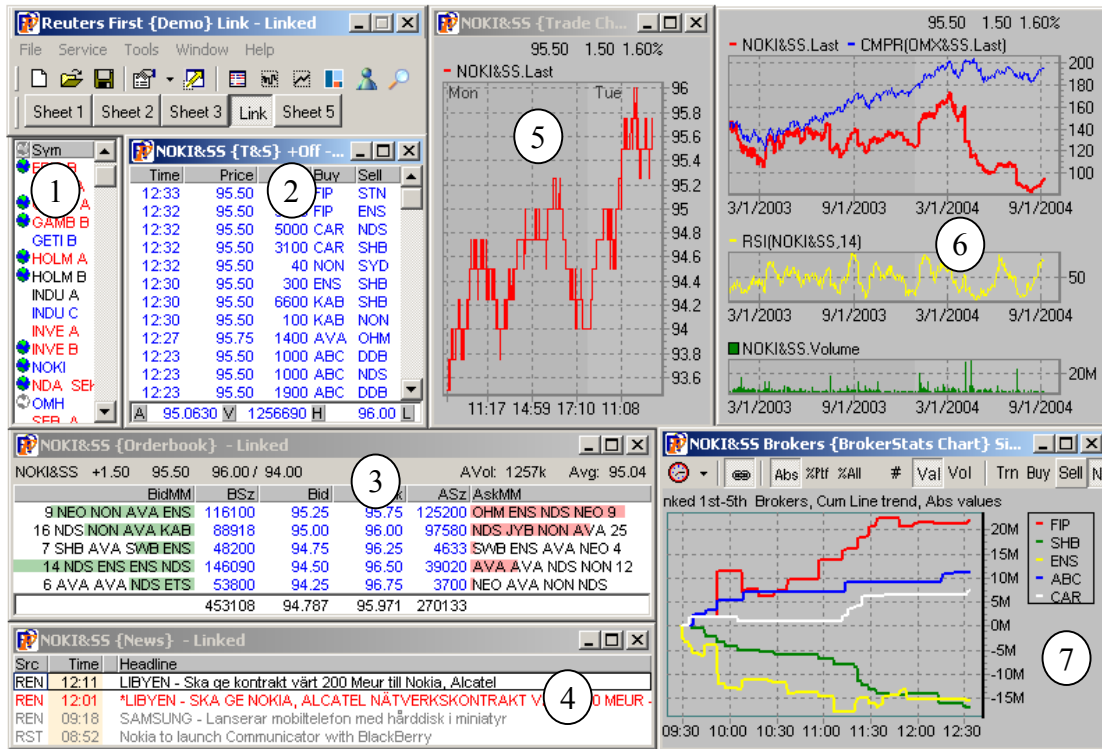 Reuters First {Demo} Link - Linked
File Service Tools Window Help
Sheet 1 Sheet 2 Sheet 3 Link Sheet 5
Sym
1
A
GAMB B
GETI B
HOLM A
HOLM B
INDU A
INDU C
INVE A
INVE B
NOKI
NDA SEK
OMH
SEB A
NOKI&SS {T&S} +Off -...
Time Price Buy Sell
2
12:33 95.50 FIP STN
12:32 95.50 FIP ENS
12:32 95.50 5000 CAR NDS
12:32 95.50 3100 CAR SHB
12:32 95.50 40 NON SYD
12:30 95.50 300 ENS SHB
12:30 95.50 6600 KAB SHB
12:30 95.50 100 KAB NON
12:27 95.75 1400 AVA OHM
12:23 95.50 1000 ABC DDB
12:23 95.50 1000 ABC NDS
12:23 95.50 1900 ABC DDB
A 95.0630 V 1256690 H 96.00 L
NOKI&SS {Trade Ch...
95.50 1.50 1.60%
NOKI&SS.Last
Mon Tue
5
96
95.8
95.6
95.4
95.2
95
94.8
94.6
94.4
94.2
94
93.8
93.6
11:17 14:59 17:10 11:08
95.50 1.50 1.60%
NOKI&SS.Last CMPR(OMX&SS.Last)
200
180
160
140
120
100
3/1/2003 9/1/2003 3/1/2004 9/1/2004
RSI(NOKI&SS,14)
6
50
3/1/2003 9/1/2003 3/1/2004 9/1/2004
NOKI&SS.Volume
20M
3/1/2003 9/1/2003 3/1/2004 9/1/2004
NOKI&SS {Orderbook} - Linked
NOKI&SS +1.50 95.50 96.00 / 94.00 AVol: 1257k Avg: 95.04
3
BidMM BSz Bid ASz AskMM
9 NEO NON AVA ENS 116100 95.25 95.75 125200 OHM ENS NDS NEO 9
16 NDS NON AVA KAB 88918 95.00 96.00 97580 NDS JYB NON AVA 25
7 SHB AVA SWB ENS 48200 94.75 96.25 4633 SWB ENS AVA NEO 4
14 NDS ENS ENS NDS 146090 94.50 96.50 39020 AVA AVA NDS NON 12
6 AVA AVA NDS ETS 53800 94.25 96.75 3700 NEO AVA NON NDS
453108 94.787 95.971 270133
NOKI&SS {News} - Linked
Src Time Headline
REN 12:11 LIBYEN - Ska ge kontrakt värt 200 Meur till Nokia, Alcatel
REN 12:01 *LIBYEN - SKA GE NOKIA, ALCATEL NÄTVERKSKONTRAKT MEUR -
4
REN 09:18 SAMSUNG - Lanserar mobiltelefon med hårddisk i miniatyr
RST 08:52 Nokia to launch Communicator with BlackBerry
NOKI&SS Brokers {BrokerStats Chart} Si...
Abs %Ptf %All # Val Vol Trn Buy Sell N
nked 1st-5th Brokers, Cum Line trend, Abs values
20M
15M
10M
5M
0M
-5M
-10M
-15M
FIP
SHB
ENS
ABC
CAR
7
09:30 10:00 10:30 11:00 11:30 12:00 12:30